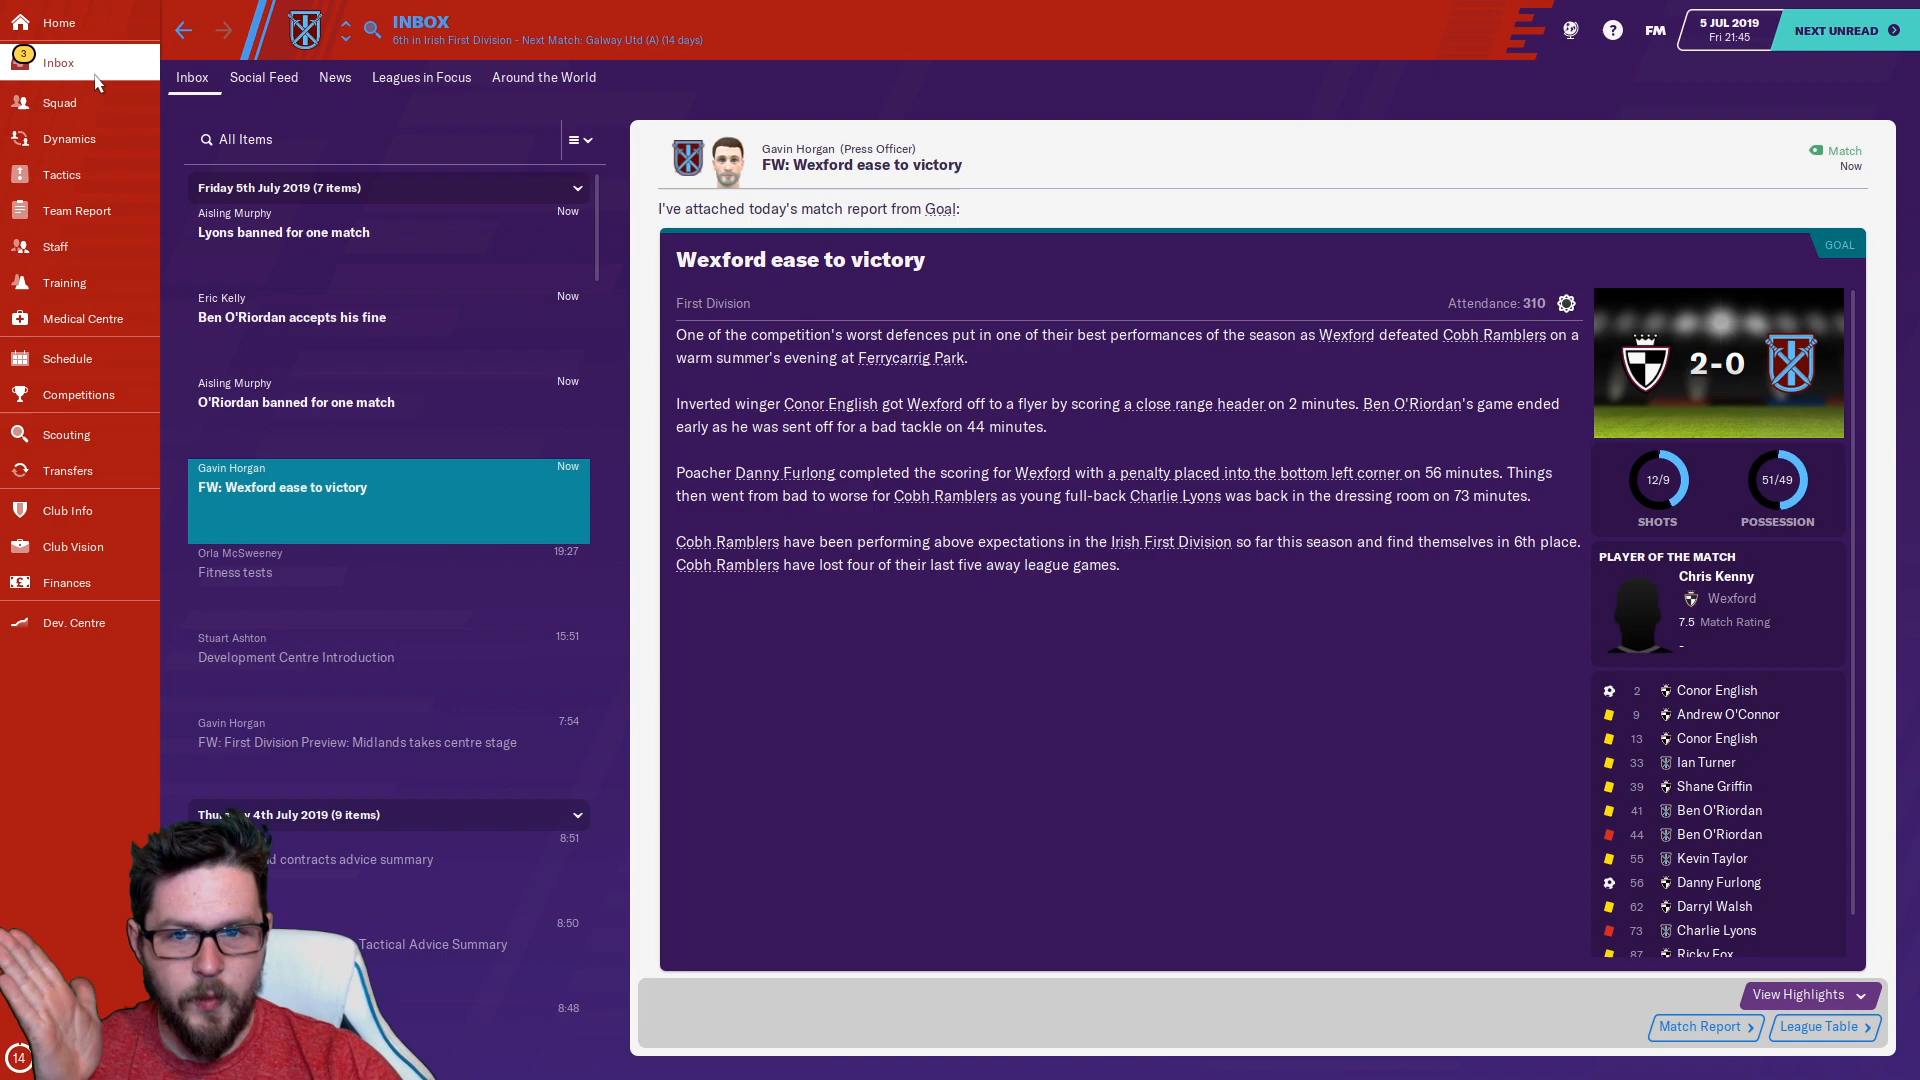 Home
3
Inbox
Squad
Dynamics
Tactics
Team Report
Staff
Training
Medical Centre
Schedule
Competitions
Scouting
Transfers
Club Info
Club Vision
Finances
Dev. Centre
14
INBOX
6th in Irish First Division - Next Match: Galway Utd (A) (14 days)
?
FM
5 JUL 2019
Fri 21:45
NEXT UNREAD
Inbox Social Feed News Leagues in Focus Around the World
All Items
Friday 5th July 2019 (7 items)
Aisling Murphy Now
Lyons banned for one match
Eric Kelly Now
Ben O'Riordan accepts his fine
Aisling Murphy Now
O'Riordan banned for one match
Gavin Horgan Now
FW: Wexford ease to victory
Orla McSweeney 19:27
Fitness tests
Stuart Ashton 15:51
Development Centre Introduction
Gavin Horgan 7:54
FW: First Division Preview: Midlands takes centre stage
4th July 2019 (9 items)
8:51
contracts advice summary
8:50
Tactical Advice Summary
8:48
Gavin Horgan (Press Officer)
FW: Wexford ease to victory
Match
Now
I've attached today's match report from Goal:
GOAL
Wexford ease to victory
First Division Attendance: 310
One of the competition's worst defences put in one of their best performances of the season as Wexford defeated Cobh Ramblers on a
warm summer's evening at Ferrycarrig Park.
Inverted winger Conor English got Wexford off to a flyer by scoring a close range header on 2 minutes. Ben O'Riordan's game ended
early as he was sent off for a bad tackle on 44 minutes.
Poacher Danny Furlong completed the scoring for Wexford with a penalty placed into the bottom left corner on 56 minutes. Things
then went from bad to worse for Cobh Ramblers as young full-back Charlie Lyons was back in the dressing room on 73 minutes.
Cobh Ramblers have been performing above expectations in the Irish First Division so far this season and find themselves in 6th place.
Cobh Ramblers have lost four of their last five away league games.
2-0
12/9 51/49
SHOTS POSSESSION
PLAYER OF THE MATCH
Chris Kenny
Wexford
7.5 Match Rating
-
2 Conor English
9 Andrew O'Connor
13 Conor English
33 Ian Turner
39 Shane Griffin
41 Ben O'Riordan
44 Ben O'Riordan
55 Kevin Taylor
56 Danny Furlong
62 Darryl Walsh
73 Charlie Lyons
87 Ricky Fox
View Highlights
Match Report League Table